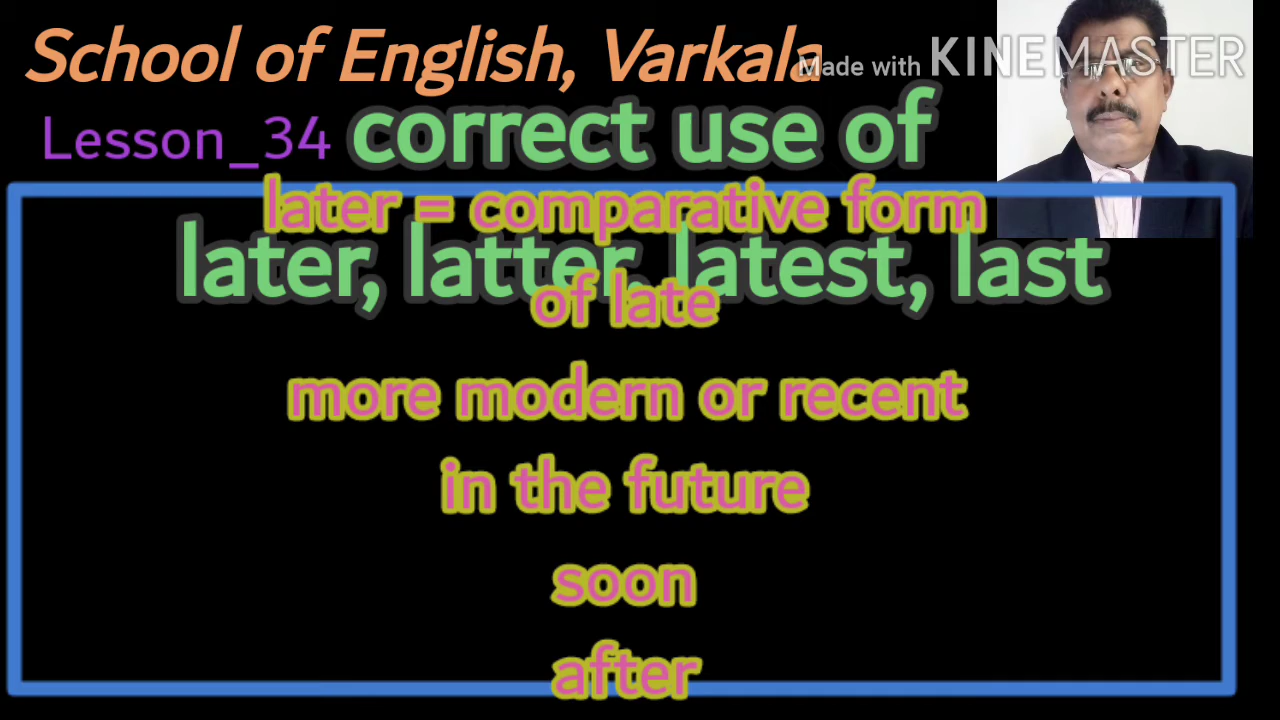 School of English, Varkala
Made with KINEMASTER
Lesson_34 correct use of
later = comparative form
later, latter, latest, last
of late
more modern or recent
in the future
soon
after